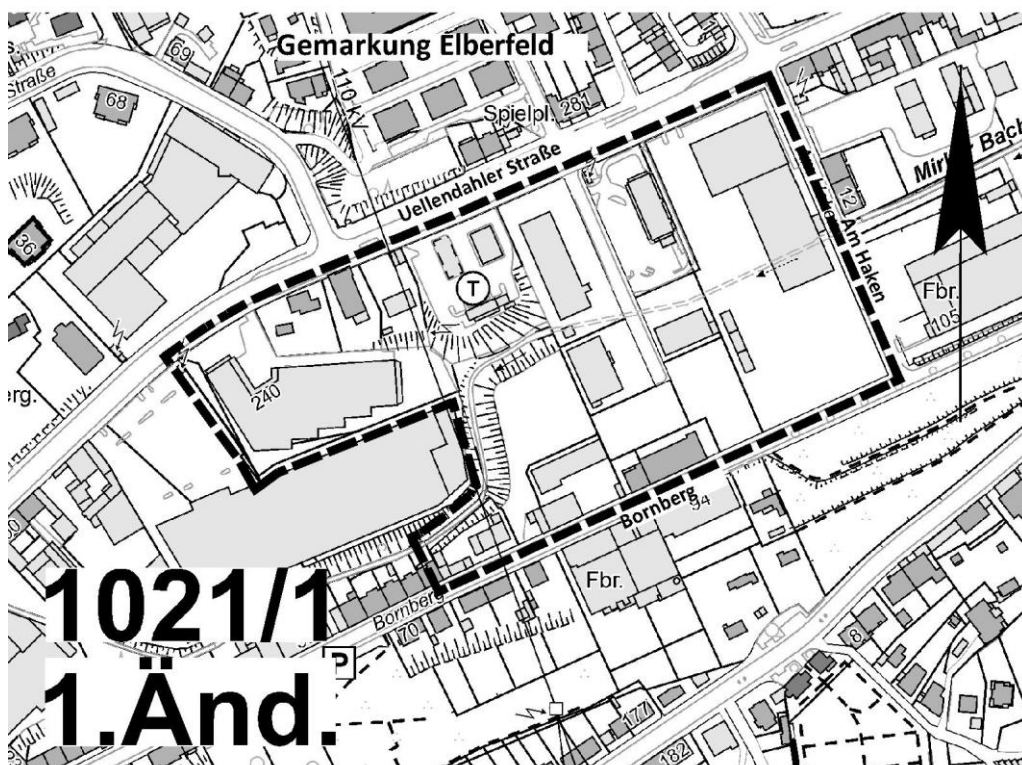 Gemarkung Elberfeld
69
Straße
68
110 KV
Spielpl.
281
Uellendahler Straße
Mirker Bach
12
Am Haken
36
T
Fbr.
105
erg.
240
Bornberg
94
Fbr.
1021/1
Bornberg
70
P
8
1.Änd.
177
182